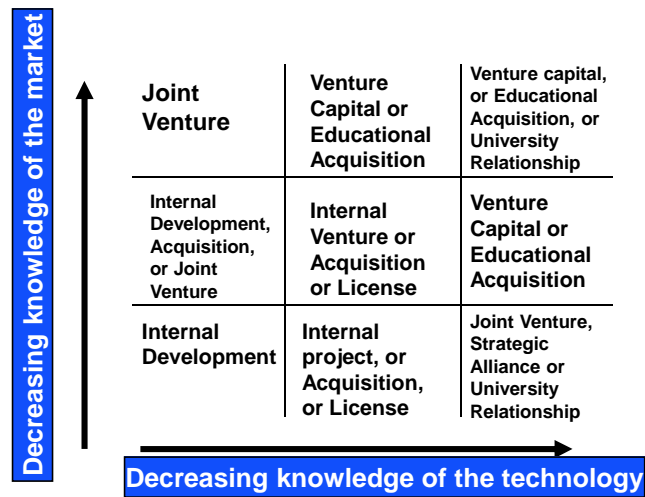 Decreasing knowledge of the market
Joint
Venture
Venture
Capital or
Educational
Acquisition
Venture capital,
or Educational
Acquisition, or
University
Relationship
Internal
Development,
Acquisition,
or Joint
Venture
Internal
Venture or
Acquisition
or License
Venture
Capital or
Educational
Acquisition
Internal
Development
Internal
project, or
Acquisition,
or License
Joint Venture,
Strategic
Alliance or
University
Relationship
Decreasing knowledge of the technology